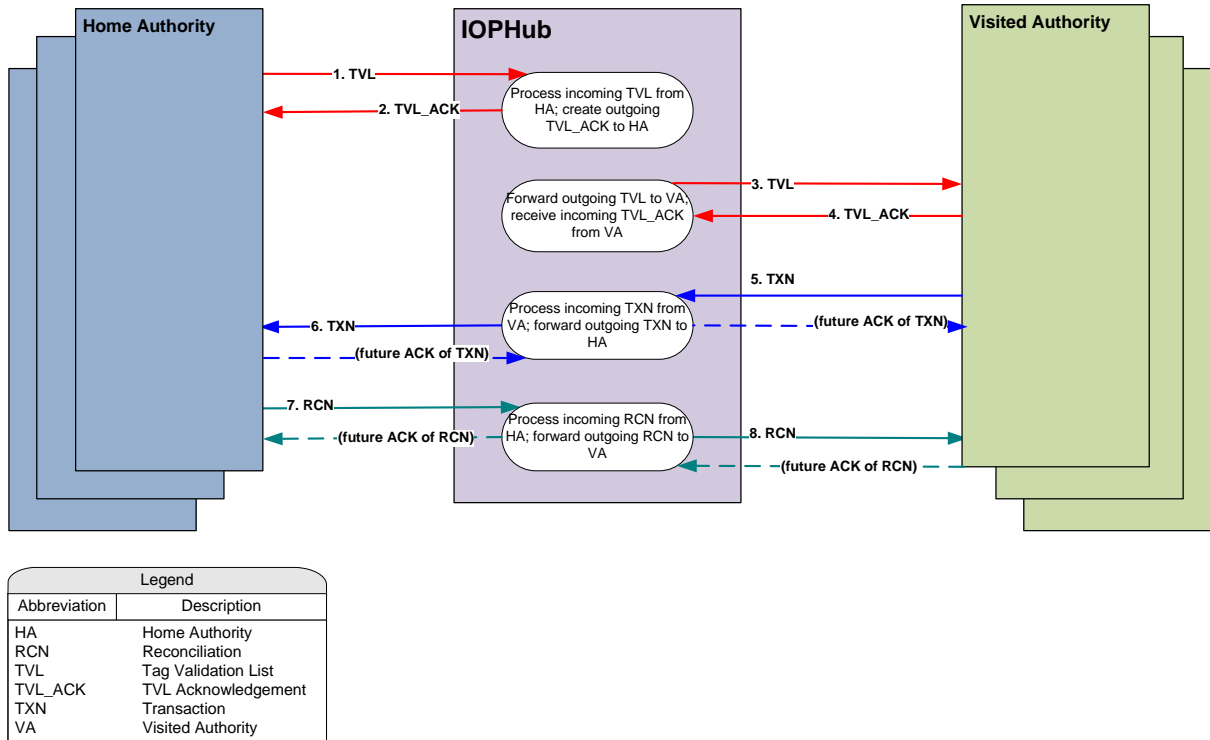 Home Authority
IOPHub
Visited Authority
1. TVL
Process incoming TVL from
HA; create outgoing
TVL_ACK to HA
2. TVL_ACK
3. TVL
Forward outgoing TVL to VA;
receive incoming TVL_ACK
from VA
4. TVL_ACK
5. TXN
Process incoming TXN from
VA; forward outgoing TXN to
HA
6. TXN
(future ACK of TXN)
(future ACK of TXN)
7. RCN
Process incoming RCN from
HA; forward outgoing RCN to
VA
(future ACK of RCN)
8. RCN
(future ACK of RCN)
Legend
Abbreviation Description
HA Home Authority
RCN Reconciliation
TVL Tag Validation List
TVL_ACK TVL Acknowledgement
TXN Transaction
VA Visited Authority